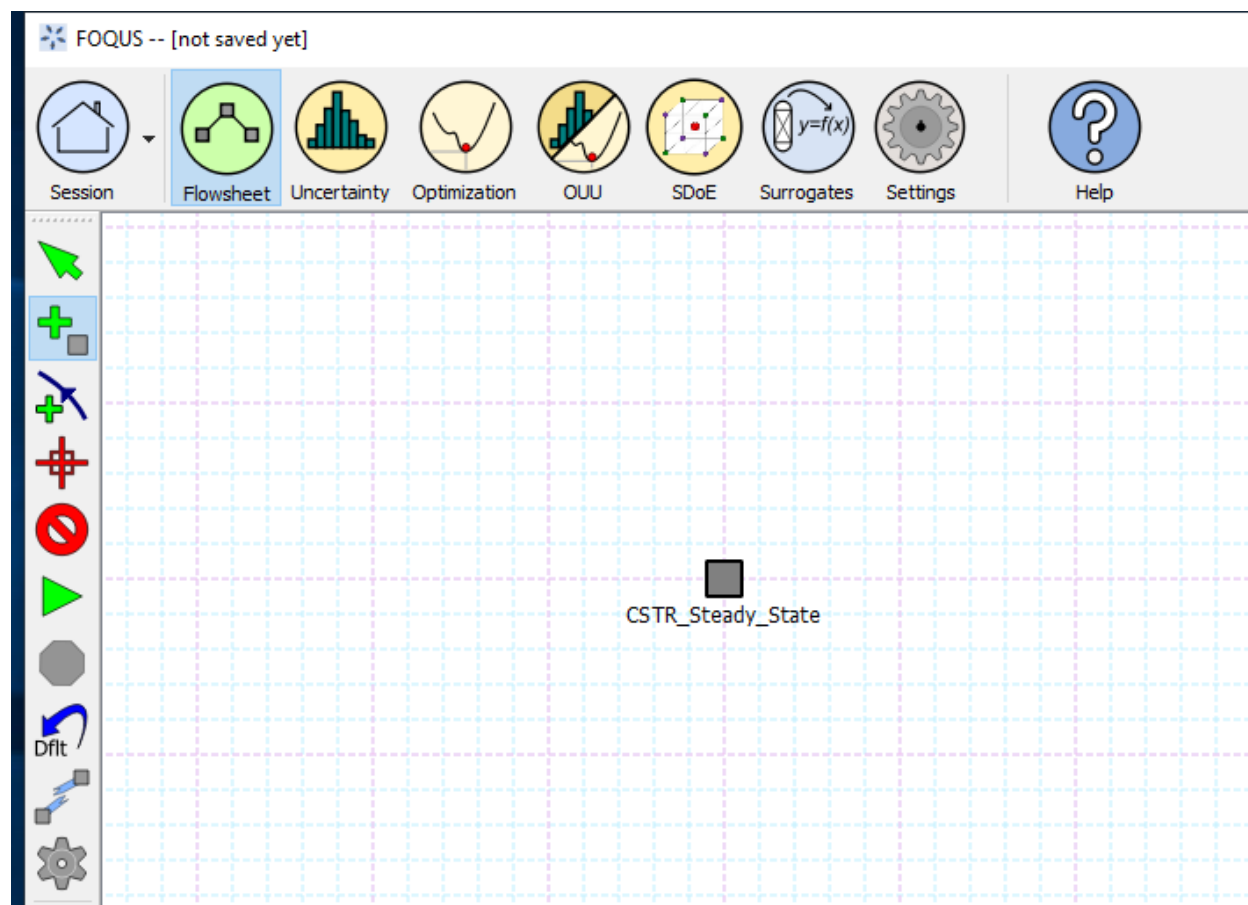 FOQUS -- [not saved yet]
y=f(x)
Session Flowsheet Uncertainty Optimization OUU SDoE Surrogates Settings Help
CSTR_Steady_State
Dflt